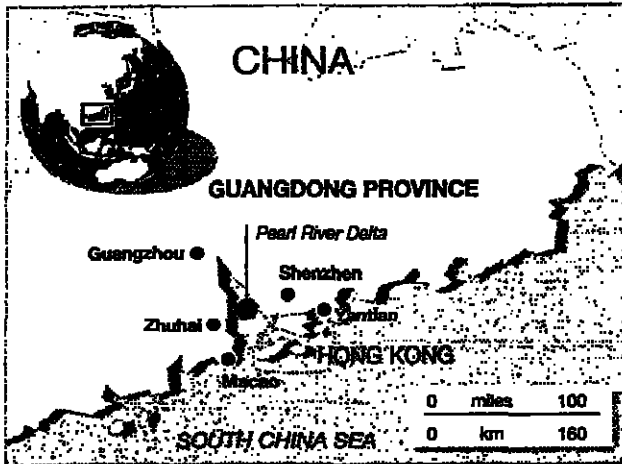 CHINA
GUANGDONG PROVINCE
Pearl River Delta
Guangzhou
Shenzhen
Yantian
Zhuhai
HONG KONG
Macao
SOUTH CHINA SEA
0 miles 100
0 km 160